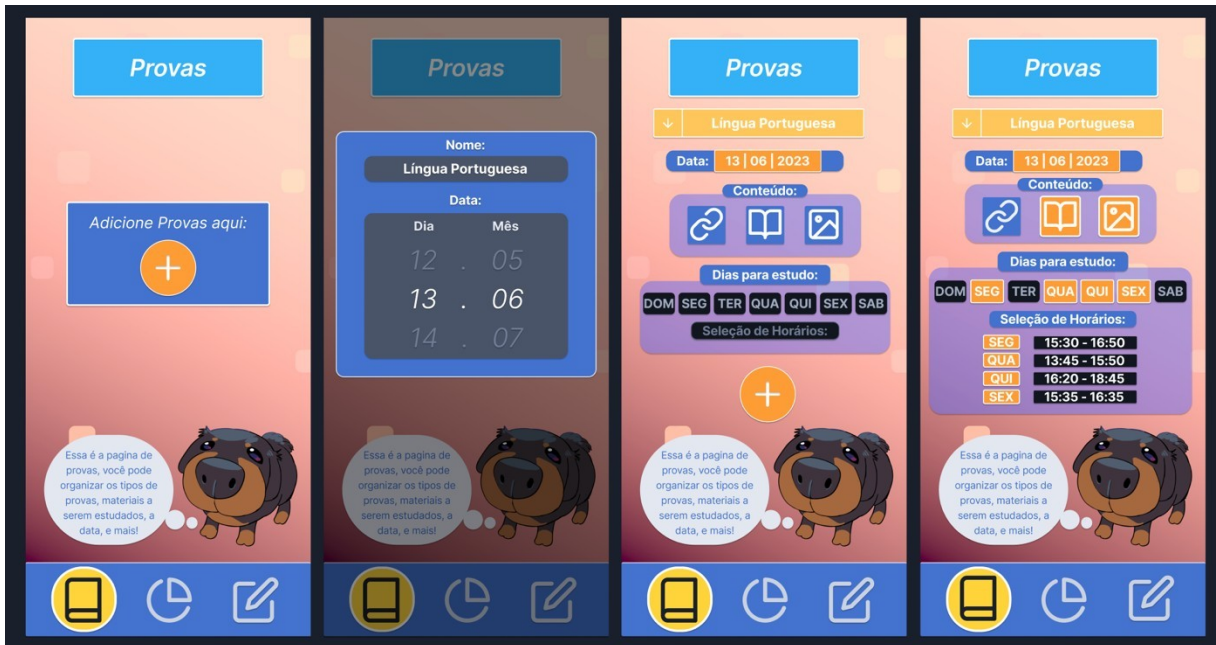 Provas
Adicione Provas aqui:
Essa é a pagina de
provas, você pode
organizar os tipos de
provas, materiais a
serem estudados, a
data, e mais!
Provas
Nome:
Língua Portuguesa
Data:
Dia Mês
12 . 05
13 . 06
14 . 07
Essa é a pagina de
provas, você pode
organizar os tipos de
provas, materiais a
serem estudados, a
data, e mais!
Provas
Língua Portuguesa
Data: 13 | 06 | 2023
Conteúdo:
Dias para estudo:
DOM SEG TER QUA QUI SEX SAB
Seleção de Horários:
Essa é a pagina de
provas, você pode
organizar os tipos de
provas, materiais a
serem estudados, a
data, e mais!
Provas
Língua Portuguesa
Data: 13 | 06 | 2023
Conteúdo:
Dias para estudo:
DOM SEG TER QUA QUI SEX SAB
Seleção de Horários:
SEG 15:30 - 16:50
QUA 13:45 - 15:50
QUI 16:20 - 18:45
SEX 15:35 - 16:35
Essa é a pagina de
provas, você pode
organizar os tipos de
provas, materiais a
serem estudados, a
data, e mais!